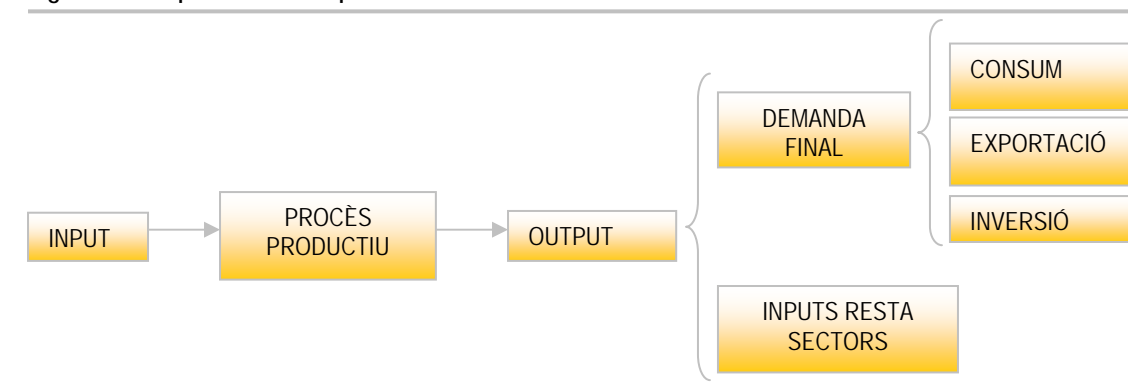 INPUT
PROCÈS
PRODUCTIU
OUTPUT
DEMANDA
FINAL
CONSUM
EXPORTACIÓ
INVERSIÓ
INPUTS RESTA
SECTORS